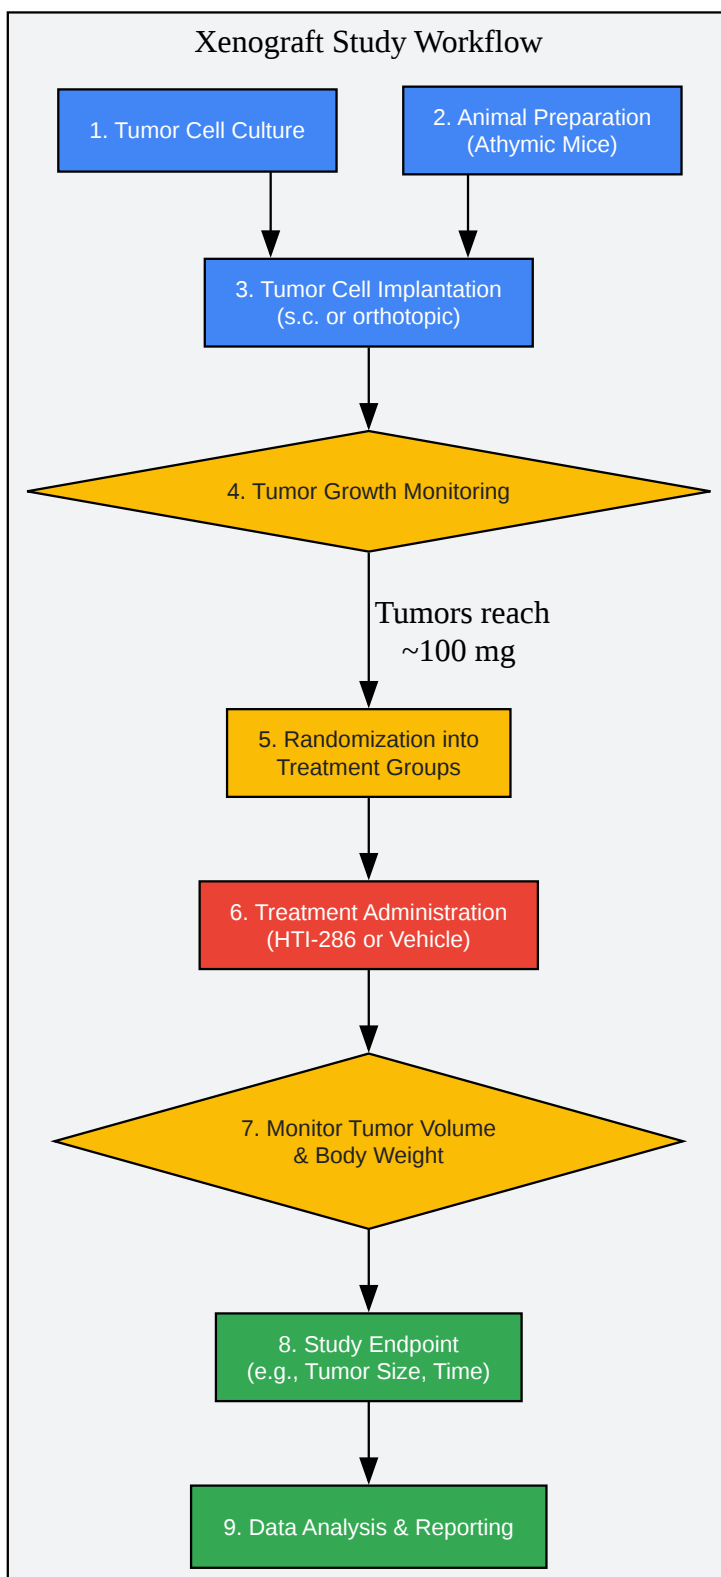 Xenograft Study Workflow
1. Tumor Cell Culture
2. Animal Preparation
(Athymic Mice)
3. Tumor Cell Implantation
(s.c. or orthotopic)
4. Tumor Growth Monitoring
Tumors reach
~100 mg
5. Randomization into
Treatment Groups
6. Treatment Administration
(HTI-286 or Vehicle)
7. Monitor Tumor Volume
& Body Weight
8. Study Endpoint
(e.g., Tumor Size, Time)
9. Data Analysis & Reporting